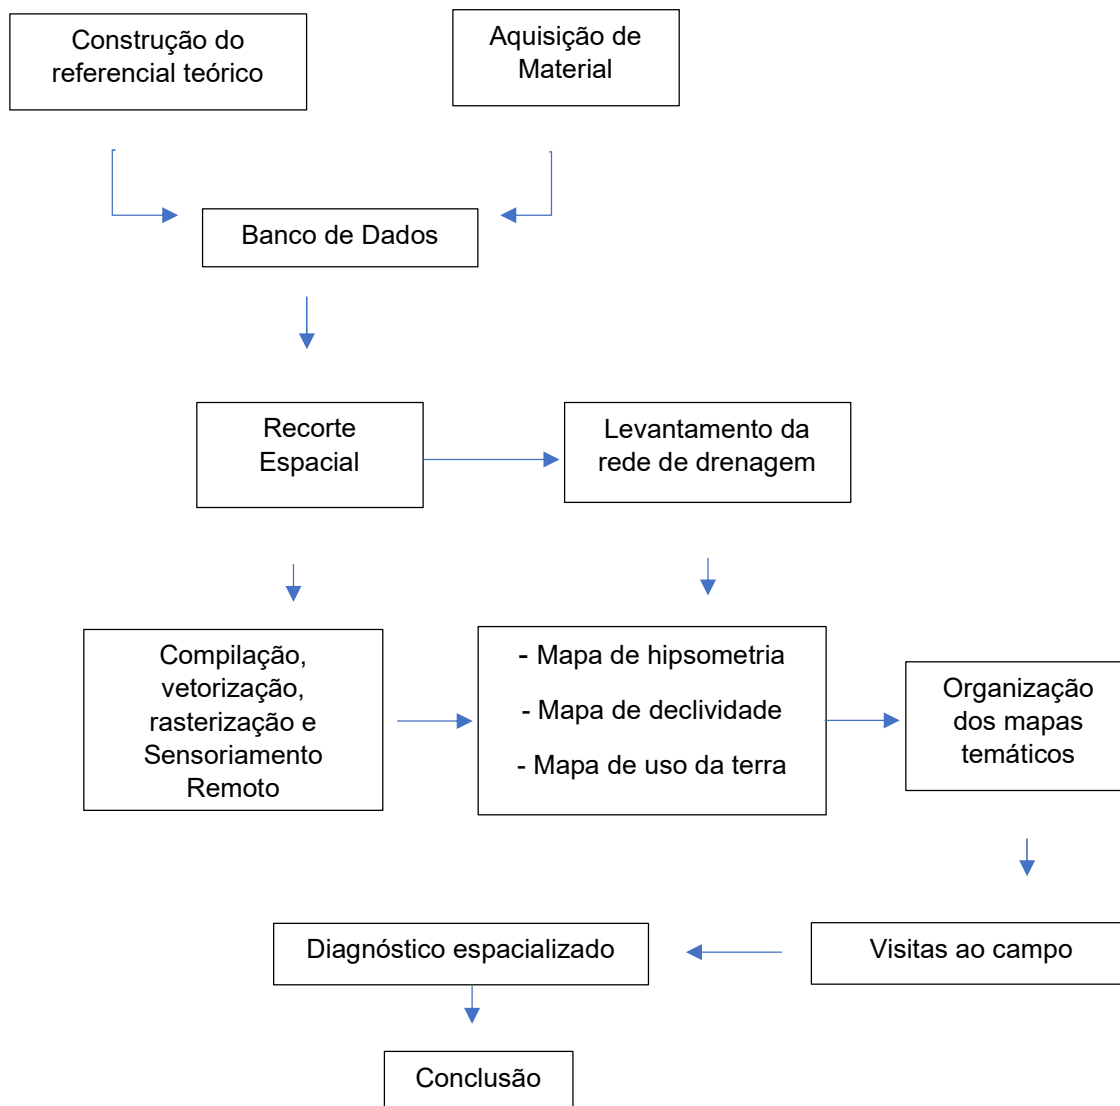 Construção do
referencial teórico
Aquisição de
Material
Banco de Dados
Recorte
Espacial
Levantamento da
rede de drenagem
Compilação,
vetorização,
rasterização e
Sensoriamento
Remoto
- Mapa de hipsometria
- Mapa de declividade
- Mapa de uso da terra
Organização
dos mapas
temáticos
Diagnóstico espacializado
Visitas ao campo
Conclusão